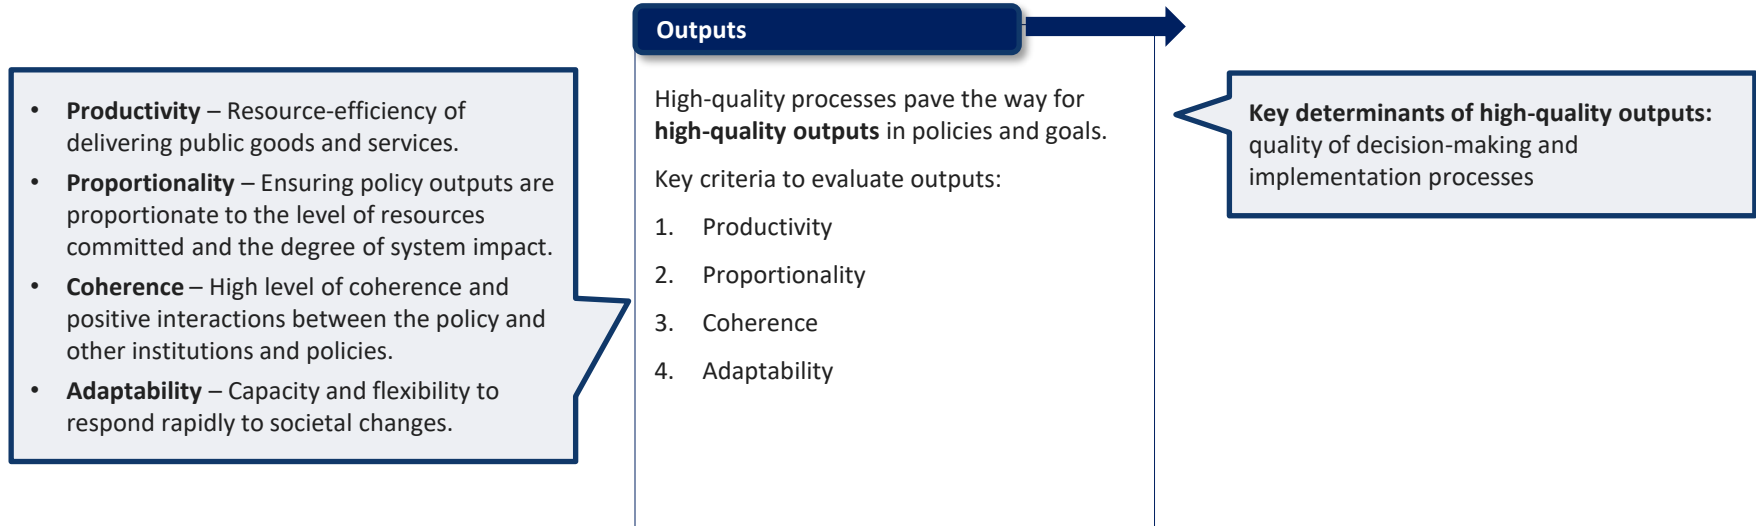 Outputs
• Productivity – Resource-efficiency of
delivering public goods and services.
• Proportionality – Ensuring policy outputs are
proportionate to the level of resources
committed and the degree of system impact.
• Coherence – High level of coherence and
positive interactions between the policy and
other institutions and policies.
• Adaptability – Capacity and flexibility to
respond rapidly to societal changes.
High-quality processes pave the way for
high-quality outputs in policies and goals.
Key criteria to evaluate outputs:
1. Productivity
2. Proportionality
3. Coherence
4. Adaptability
Key determinants of high-quality outputs:
quality of decision-making and
implementation processes